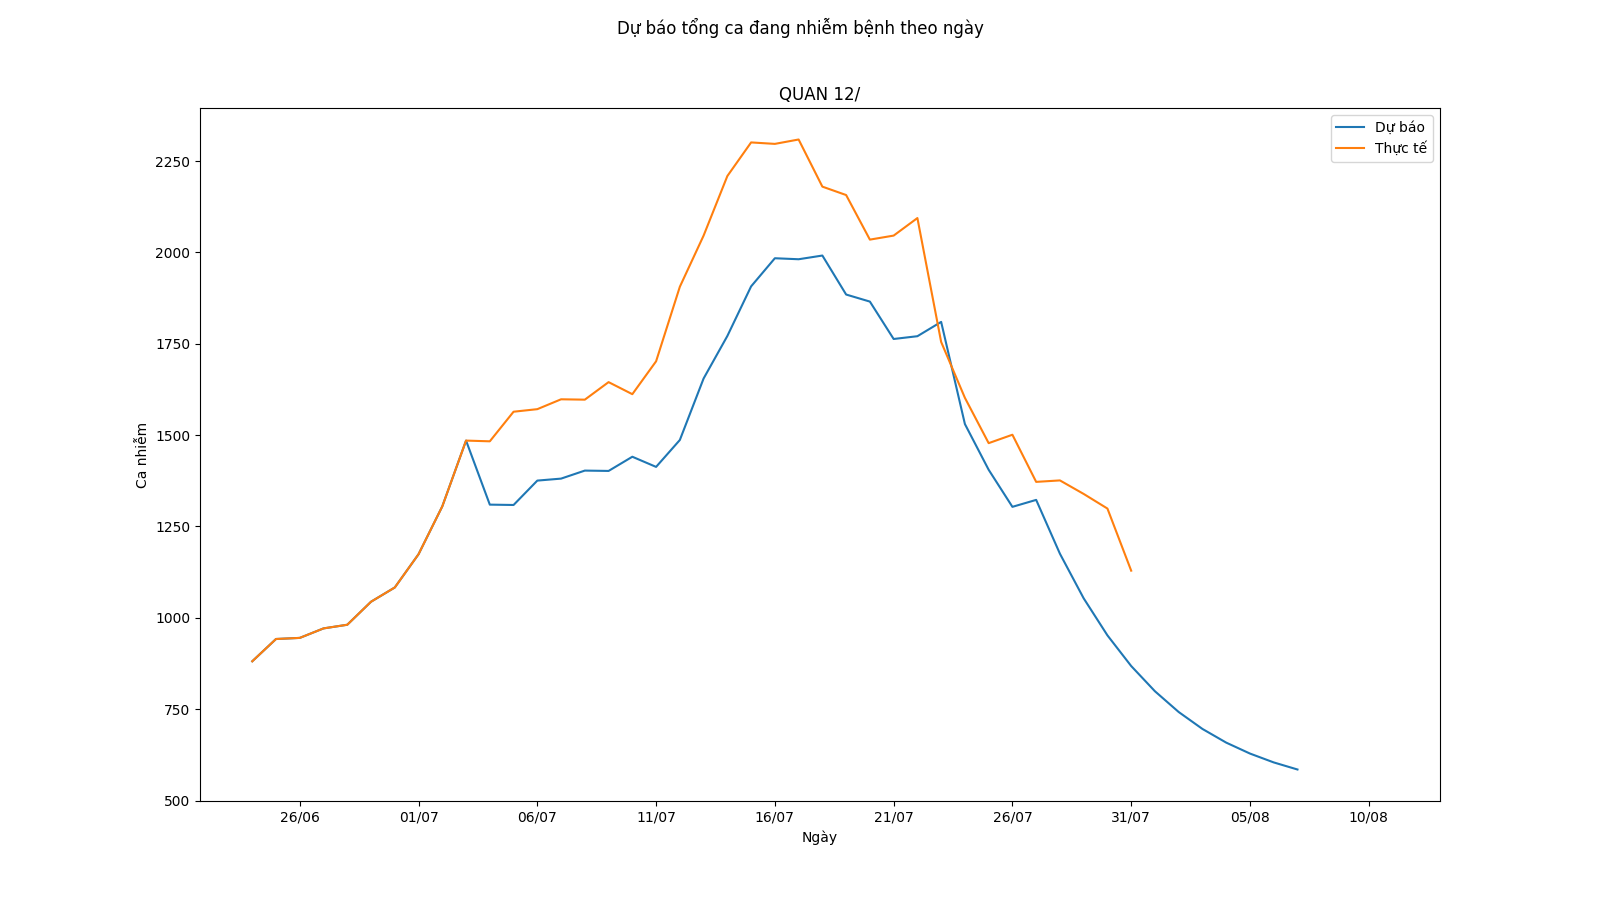 Dự báo tổng ca đang nhiễm bệnh theo ngày
QUAN 12/
Dự báo
Thực tế
2250
2000
1750
1500
1250
1000
750
500
Ca nhiễm
26/06 01/07 06/07 11/07 16/07 21/07 26/07 31/07 05/08 10/08
Ngày